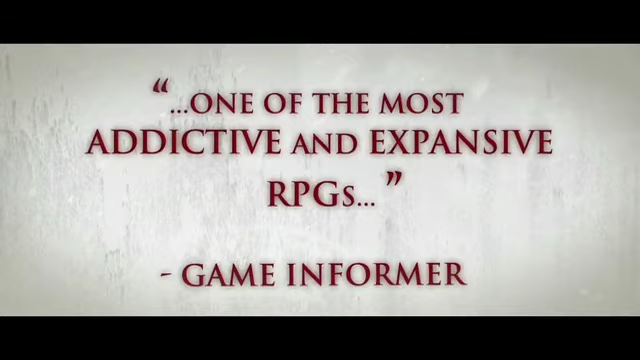 “...ONE OF THE MOST
ADDICTIVE AND EXPANSIVE
RPGs...”
- GAME INFORMER